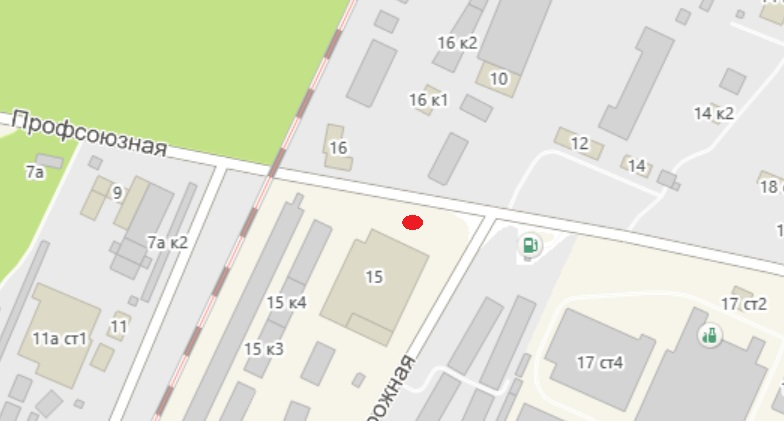 16 к2
10
16 к1
14 к2
Профсоюзная
16
12
14
7а
9
18
7а к2
15
15 к4
17 ст2
11
11а ст1
15 к3
17 ст4
рожная